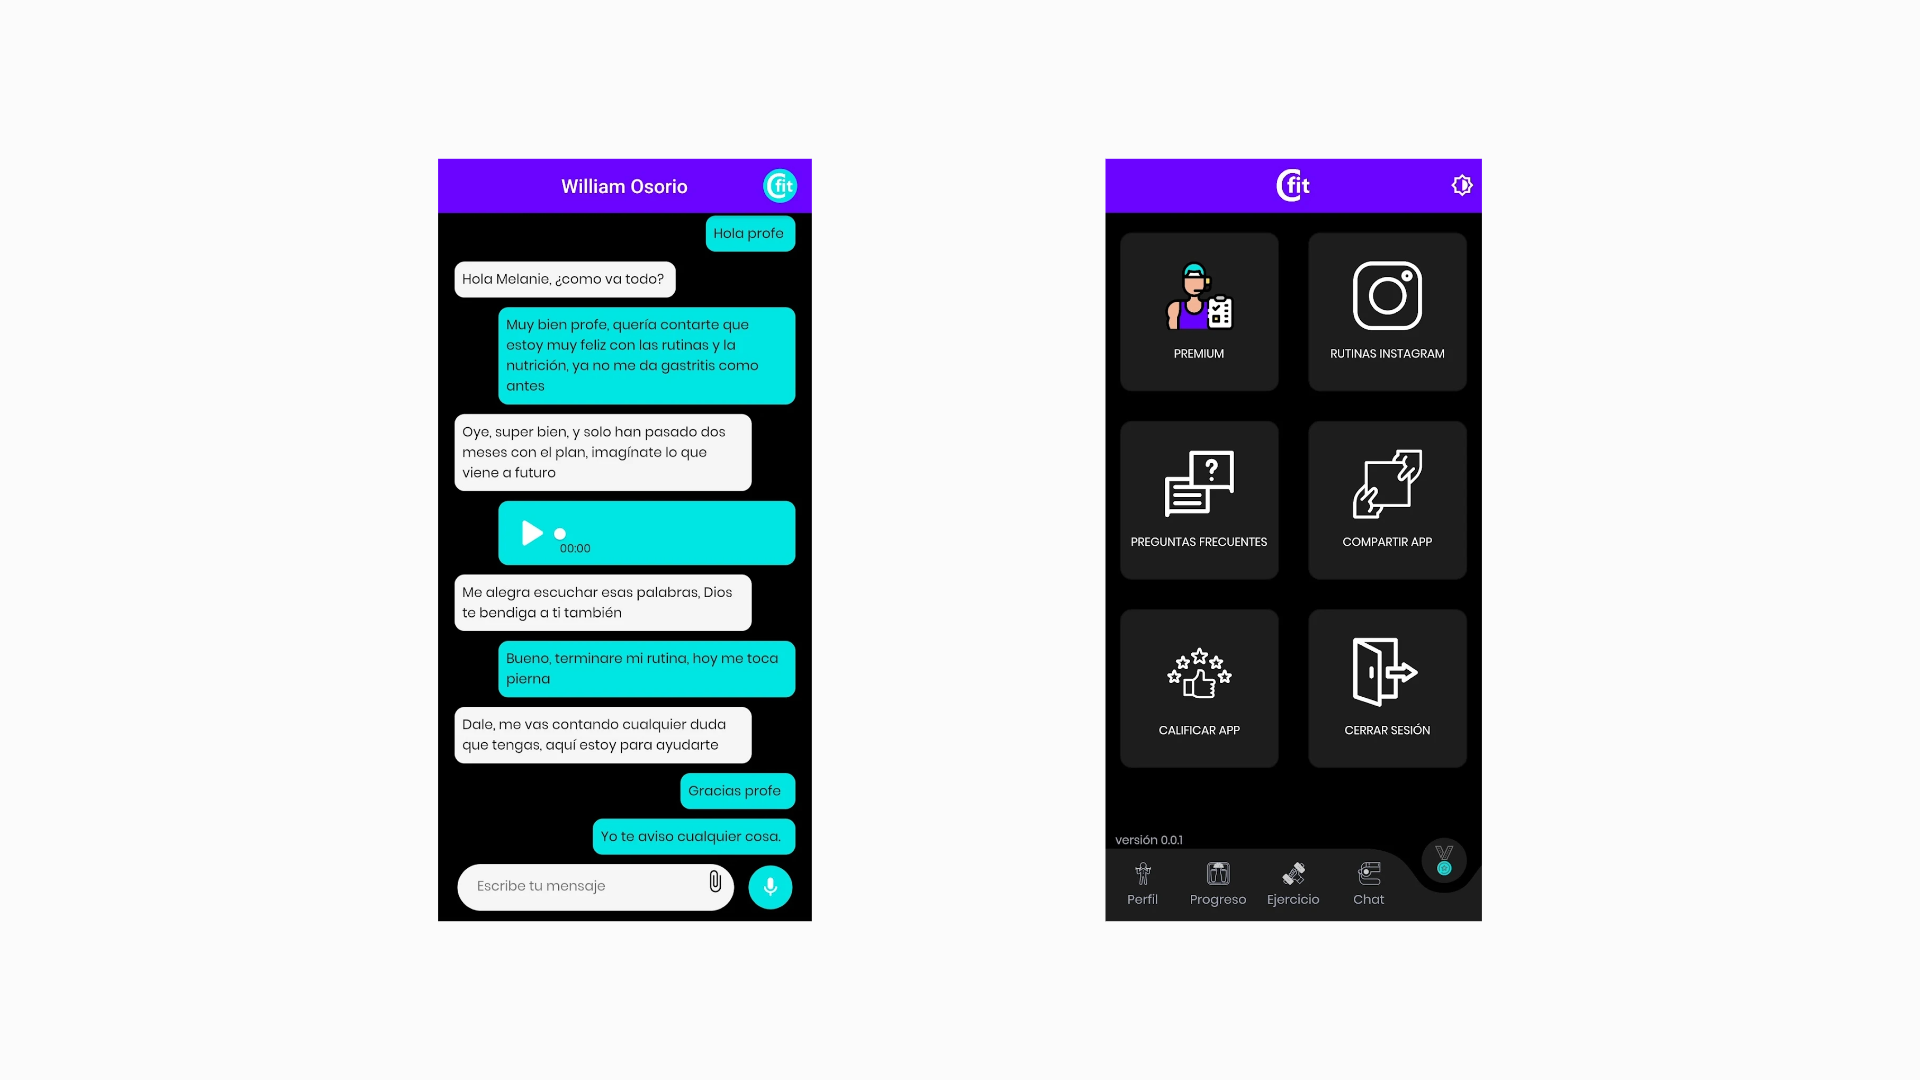 William Osorio
Cfit
Hola profe
Hola Melanie, ¿como va todo?
Muy bien profe, quería contarte que
estoy muy feliz con las rutinas y la
nutrición, ya no me da gastritis como
antes
Oye, super bien, y solo han pasado dos
meses con el plan, imagínate lo que
viene a futuro
00:00
Me alegra escuchar esas palabras, Dios
te bendiga a ti también
Bueno, terminare mi rutina, hoy me toca
pierna
Dale, me vas contando cualquier duda
que tengas, aquí estoy para ayudarte
Gracias profe
Yo te aviso cualquier cosa.
Escribe tu mensaje
Cfit
PREMIUM
RUTINAS INSTAGRAM
?
PREGUNTAS FRECUENTES
COMPARTIR APP
CALIFICAR APP
CERRAR SESIÓN
versión 0.0.1
Perfil
Progreso
Ejercicio
Chat